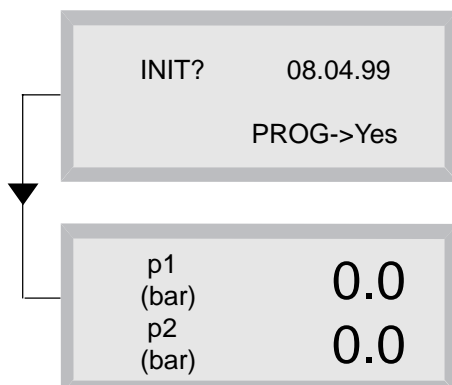 INIT? 08.04.99
PROG->Yes
p1 0.0
(bar)
p2 0.0
(bar)